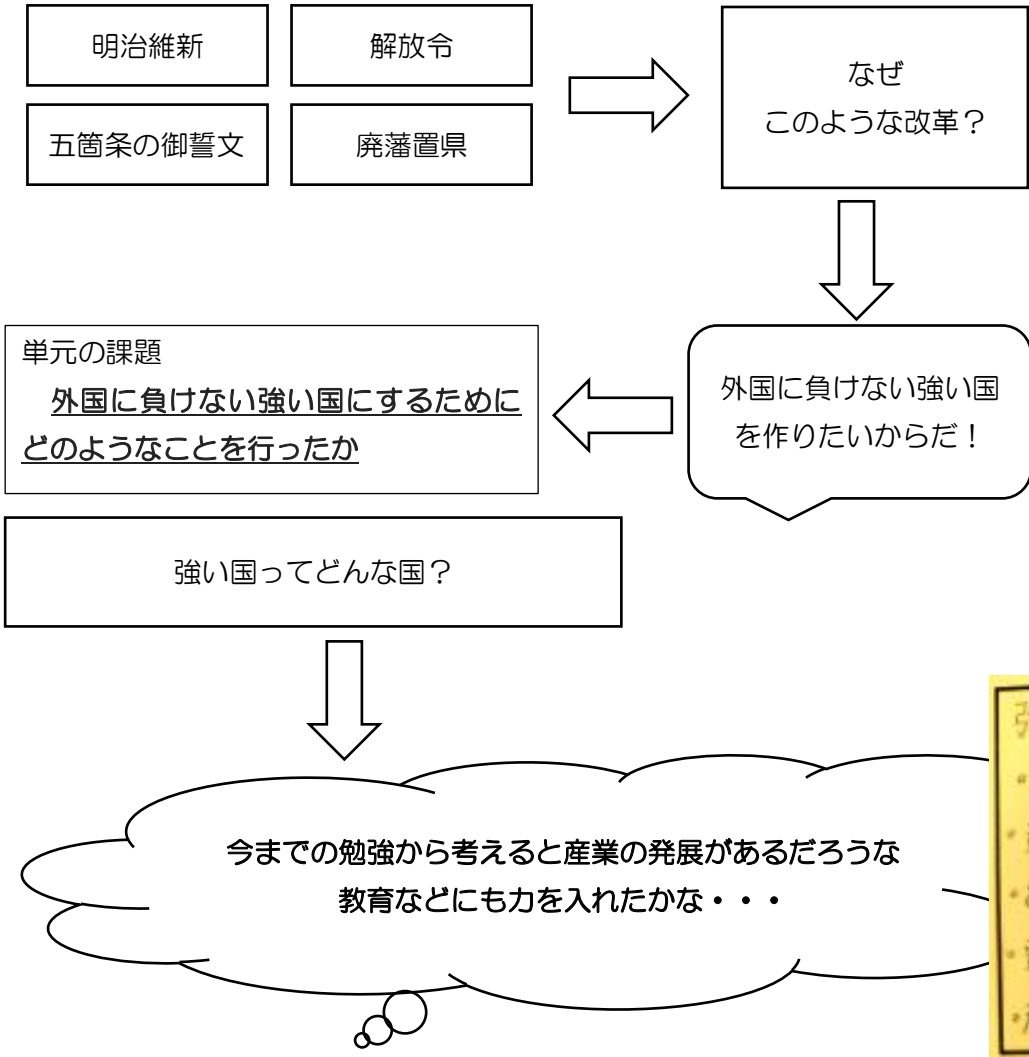 明治維新
解放令
五箇条の御誓文
廃藩置県
なぜ
このような改革？
外国に負けない強い国
を作りたいからだ！
単元の課題
外国に負けない強い国にするために
どのようなことを行ったか
強い国ってどんな国？
今までの勉強から考えると産業の発展があるだろうな
教育などにも力を入れたかな・・・